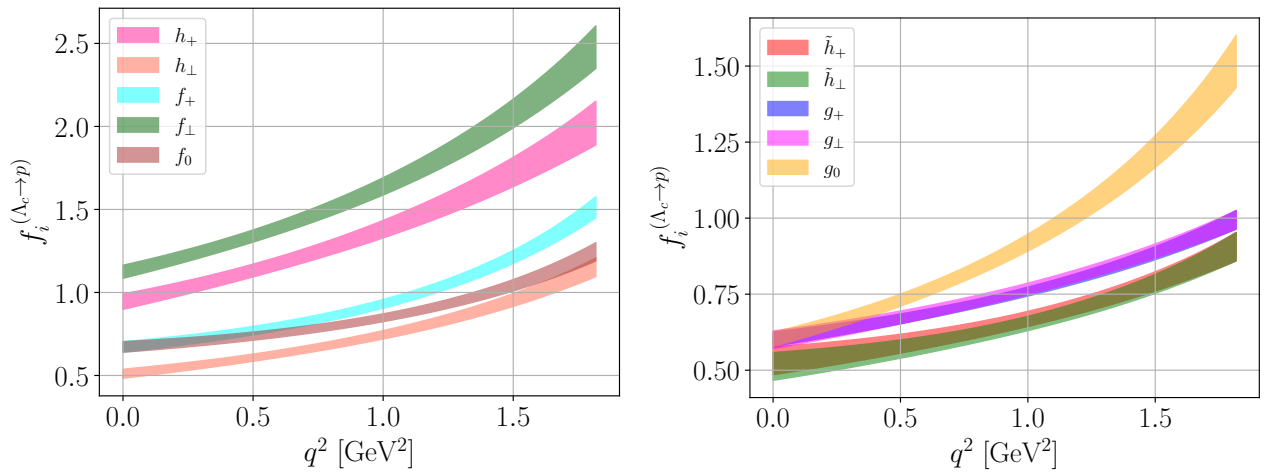 h₊
h⊥
f₊
f⊥
f₀
2.5
2.0
1.5
1.0
0.5
f_i^(Λ_c→p)
0.0 0.5 1.0 1.5
q² [GeV²]
h̃₊
h̃⊥
g₊
g⊥
g₀
1.50
1.25
1.00
0.75
0.50
f_i^(Λ_c→p)
0.0 0.5 1.0 1.5
q² [GeV²]